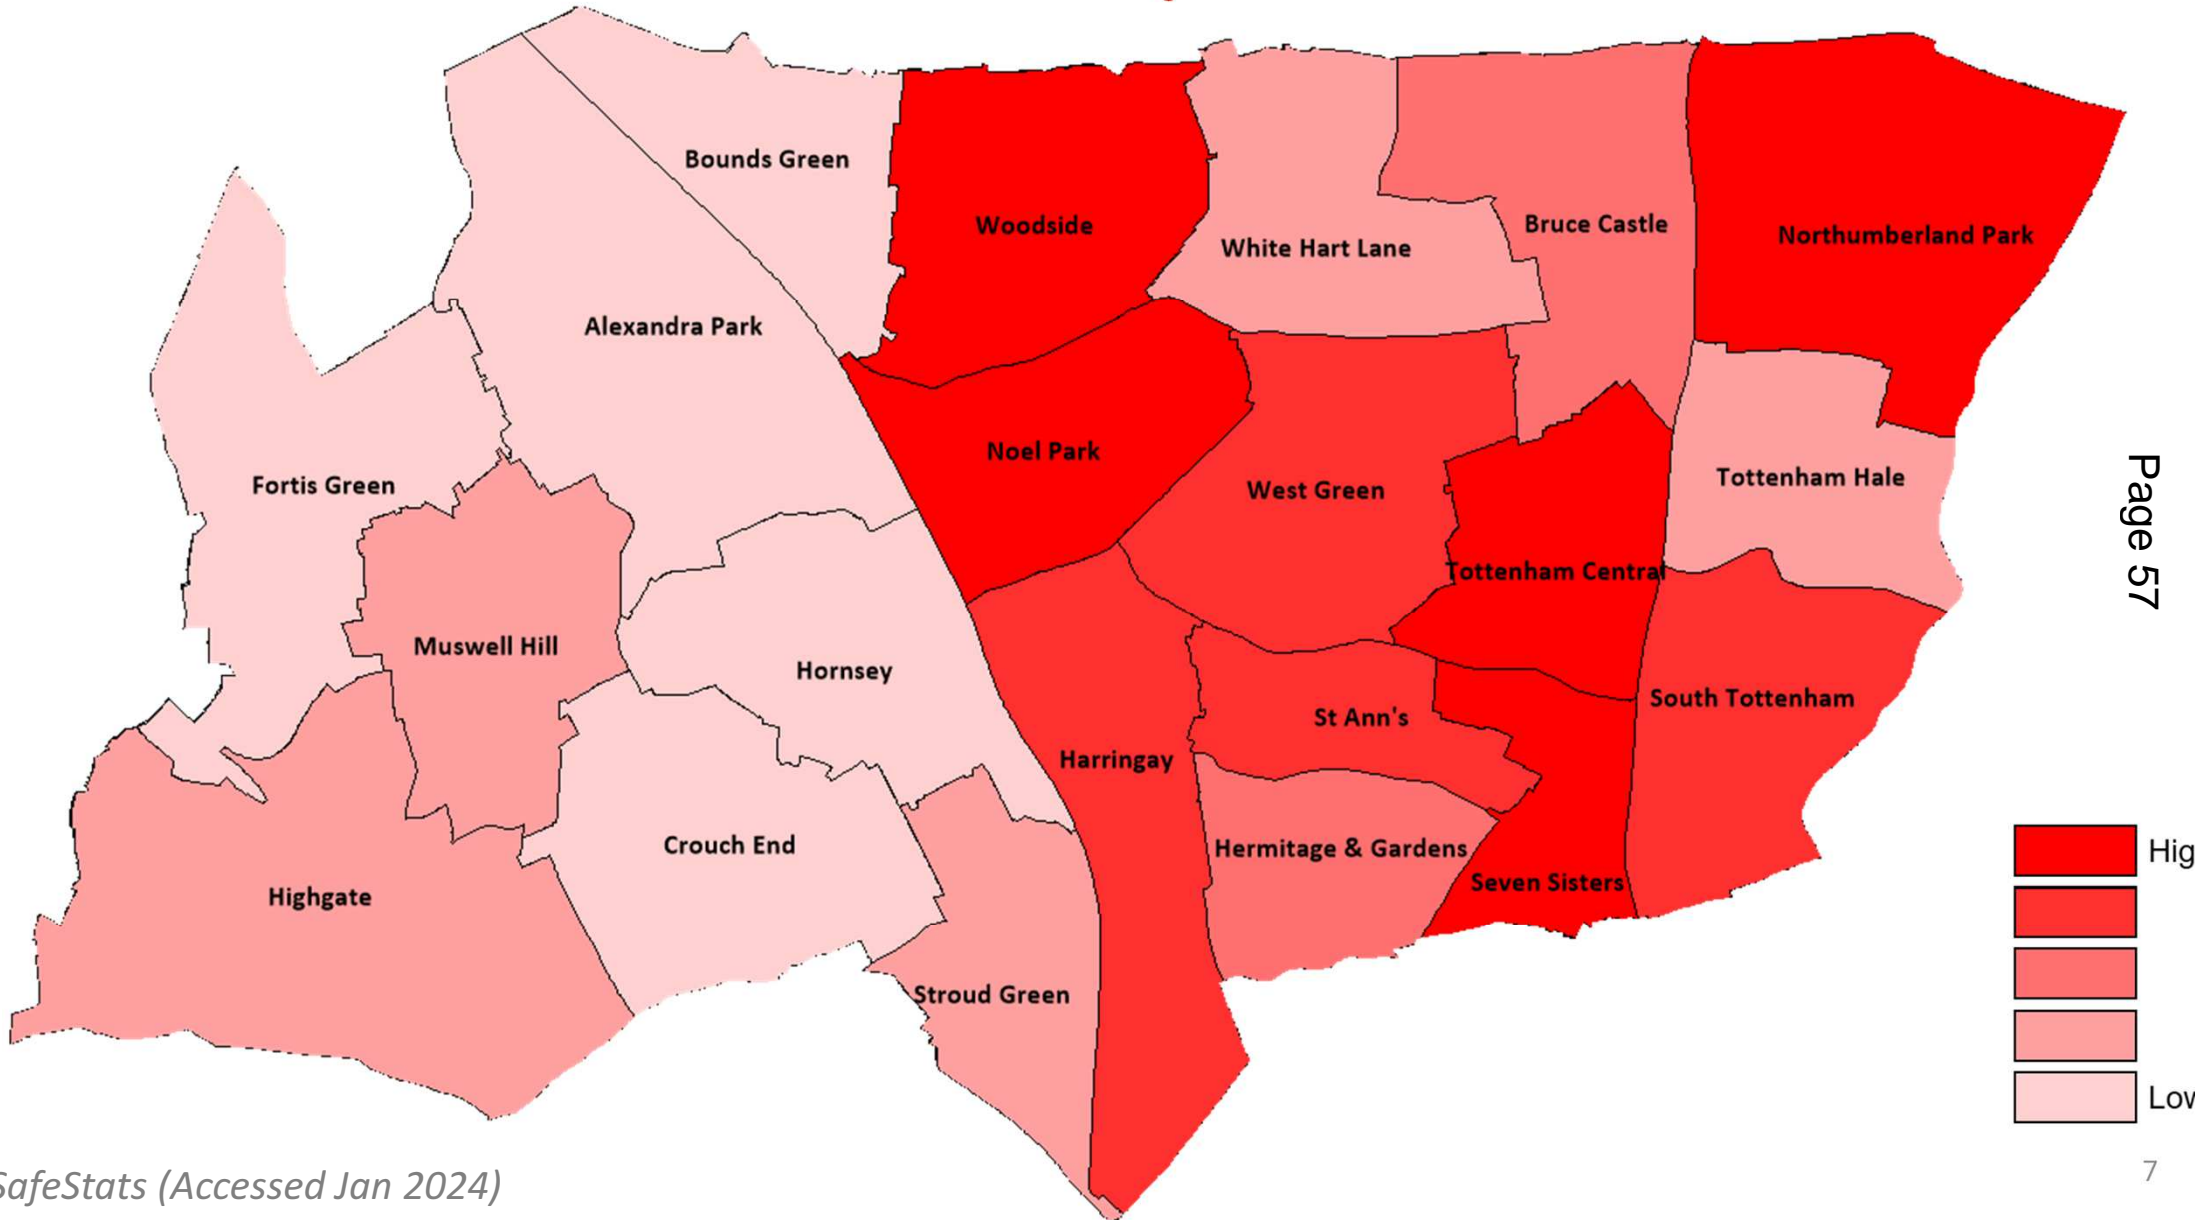 Bounds Green
Woodside
White Hart Lane
Bruce Castle
Northumberland Park
Alexandra Park
Fortis Green
Noel Park
West Green
Tottenham Hale
Tottenham Central
Muswell Hill
Hornsey
South Tottenham
St Ann's
Harringay
Crouch End
Hermitage & Gardens
Seven Sisters
Highgate
Stroud Green
Page 57
Hig
Low
SafeStats (Accessed Jan 2024)
7